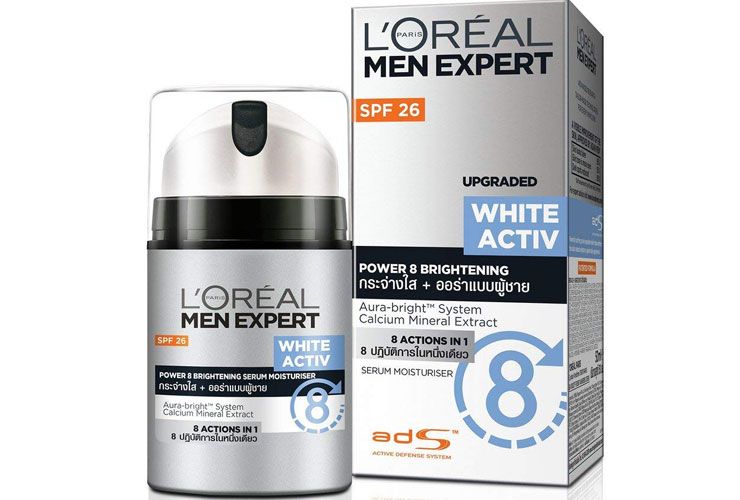 L'ORÉAL
PARIS
MEN EXPERT
SPF 26
WHITE
ACTIV
POWER 8 BRIGHTENING SERUM MOISTURISER
กระจ่างใส + ออร่าแบบผู้ชาย
Aura-bright™ System
Calcium Mineral Extract
8 ACTIONS IN 1
8 ปฏิบัติการในหนึ่งเดียว
8
L'ORÉAL
PARIS
MEN EXPERT
SPF 26
UPGRADED
WHITE
ACTIV
POWER 8 BRIGHTENING
กระจ่างใส + ออร่าแบบผู้ชาย
Aura-bright™ System
Calcium Mineral Extract
8 ACTIONS IN 1
8 ปฏิบัติการในหนึ่งเดียว
SERUM MOISTURISER
8
adS™
ACTIVE DEFENSE SYSTEM
adS